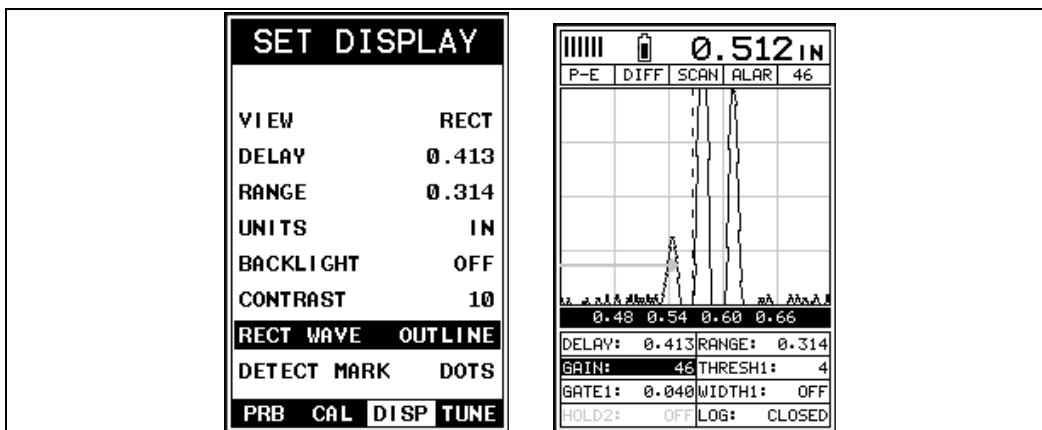 SET DISPLAY
VIEW RECT
DELAY 0.413
RANGE 0.314
UNITS IN
BACKLIGHT OFF
CONTRAST 10
RECT WAVE OUTLINE
DETECT MARK DOTS
PRB CAL DISP TUNE
0.512IN
P-E DIFF SCAN ALAR 46
0.48 0.54 0.60 0.66
DELAY: 0.413 RANGE: 0.314
GAIN: 46 THRESH1: 4
GATE1: 0.040 WIDTH1: OFF
HOLD2: OFF LOG: CLOSED